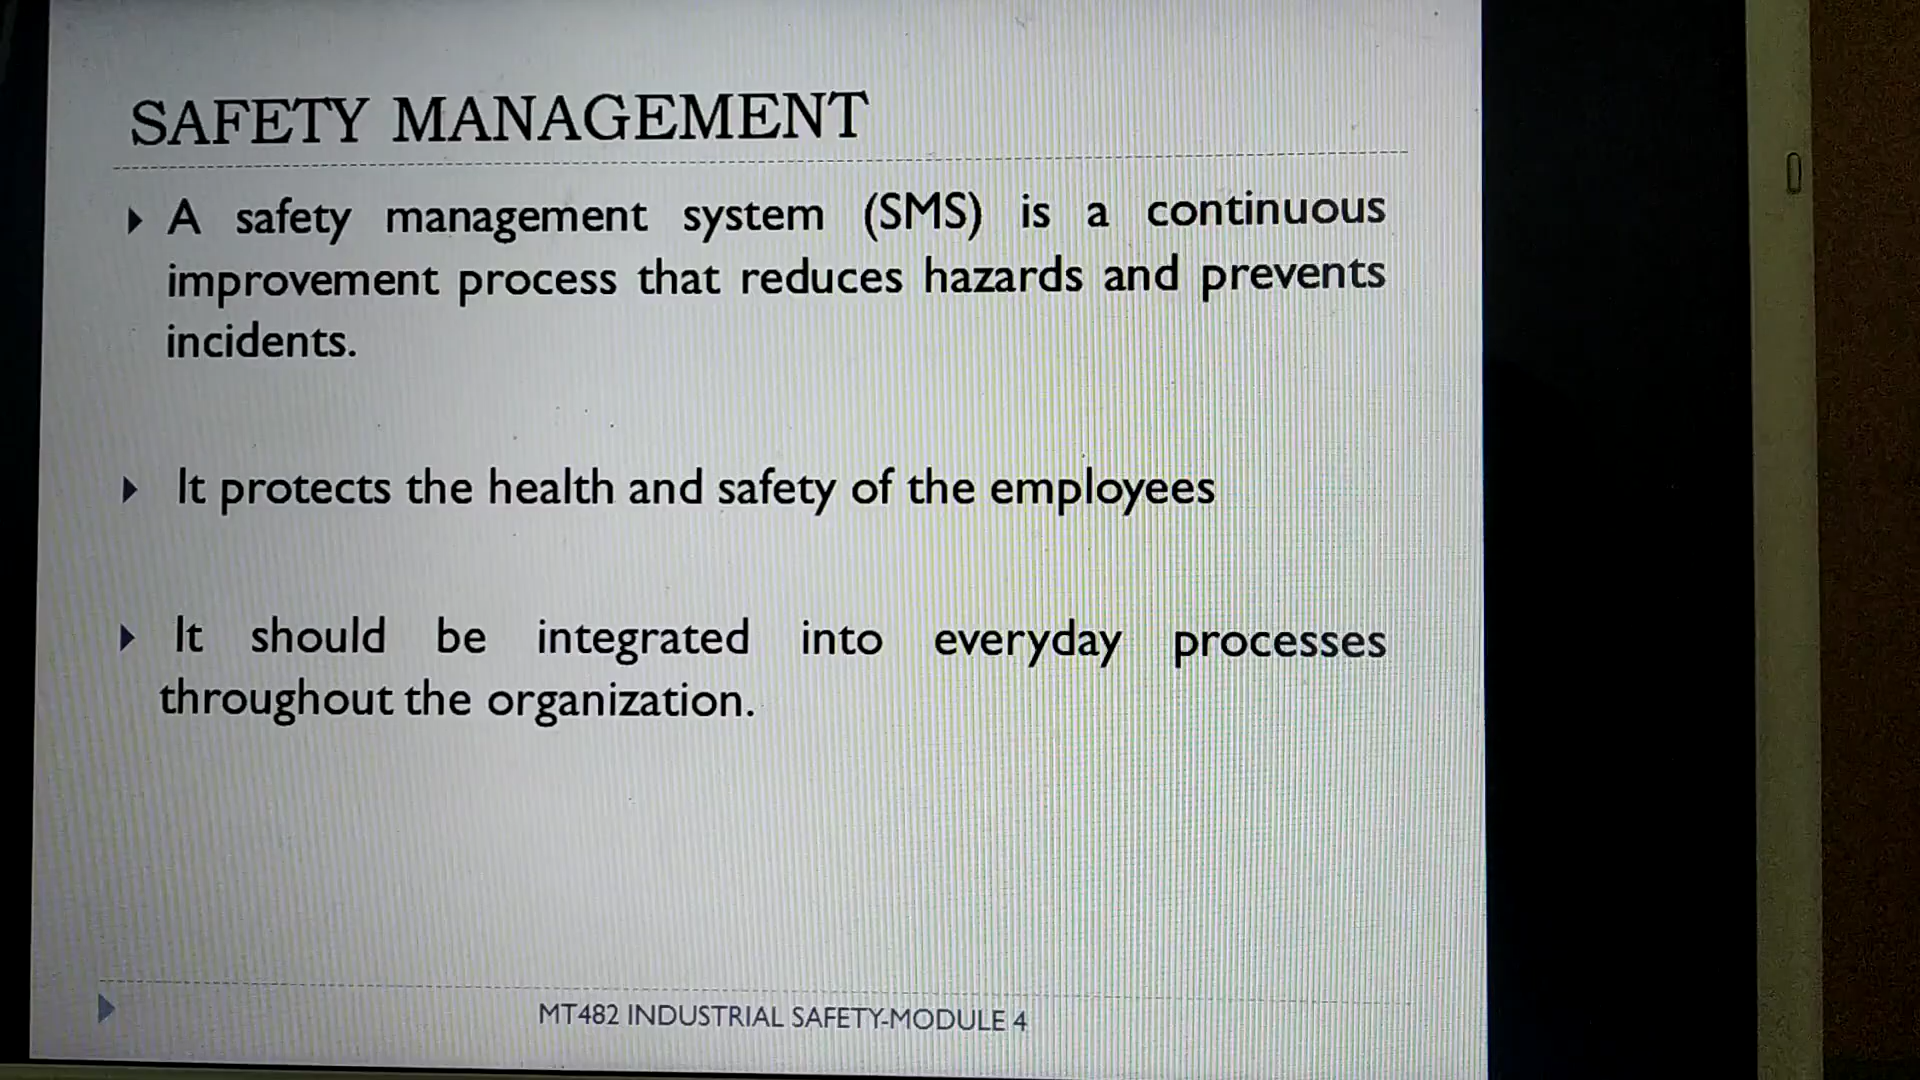 SAFETY MANAGEMENT
A safety management system (SMS) is a continuous
improvement process that reduces hazards and prevents
incidents.
It protects the health and safety of the employees
It should be integrated into everyday processes
throughout the organization.
MT482 INDUSTRIAL SAFETY-MODULE 4